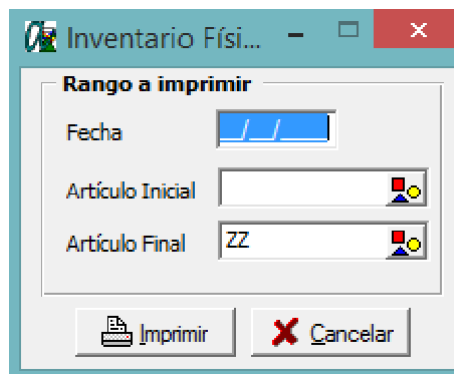 Inventario Físi...
Rango a imprimir
Fecha __/__/____
Artículo Inicial
Artículo Final ZZ
Imprimir Cancelar